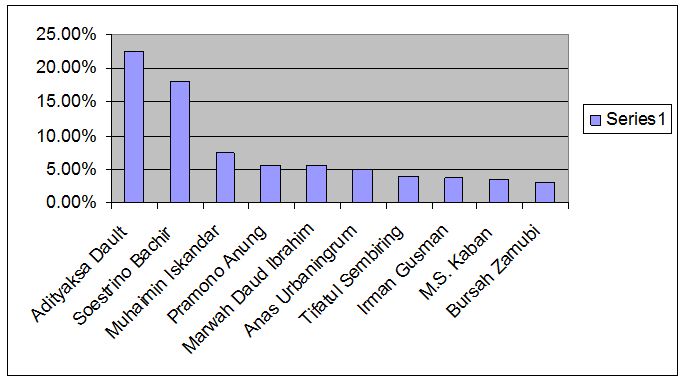 25.00%
20.00%
15.00%
10.00%
5.00%
0.00%
Adityaksa Dault
Soestrino Bachir
Muhaimin Iskandar
Pramono Anung
Marwah Daud Ibrahim
Anas Urbaningrum
Tifatul Sembiring
Irman Gusman
M.S. Kaban
Bursah Zarnubi
Series1